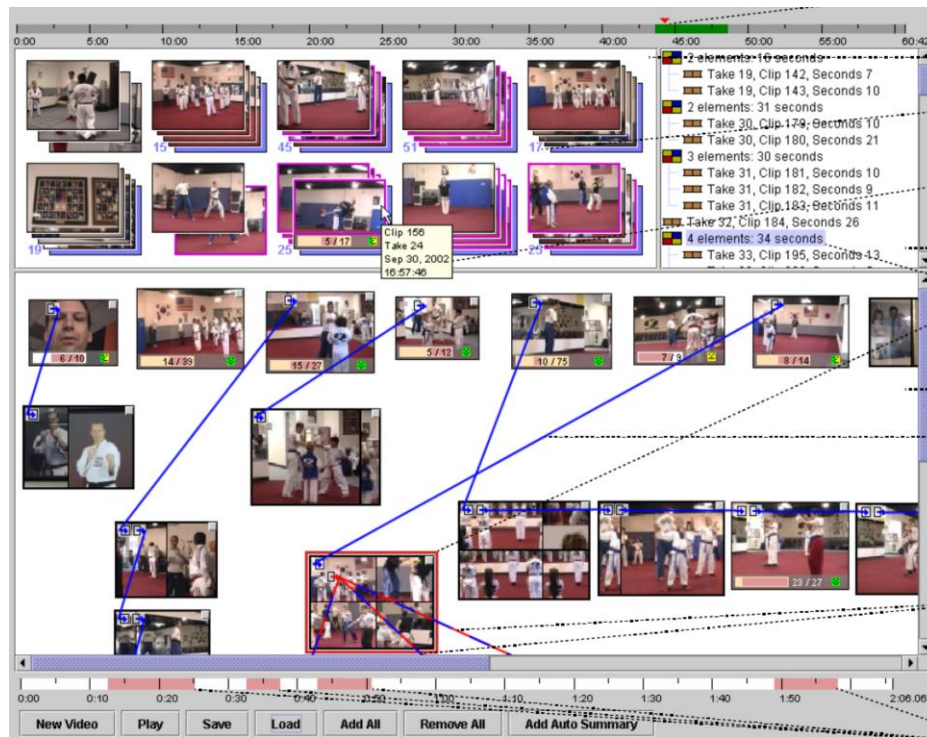 0:00 5:00 10:00 15:00 20:00 25:00 30:00 35:00 45:00 50:00 55:00 60:42
2 elements: 16 seconds
Take 19, Clip 142, Seconds 7
Take 19, Clip 143, Seconds 10
2 elements: 31 seconds
Take 30, Clip 179, Seconds 10
Take 30, Clip 180, Seconds 21
3 elements: 30 seconds
Take 31, Clip 181, Seconds 10
Take 31, Clip 182, Seconds 9
Take 31, Clip 183, Seconds 11
Take 32, Clip 184, Seconds 26
4 elements: 34 seconds
Take 33, Clip 195, Seconds 13
15 45 51 17
19 25 23
5 / 17
Clip 156
Take 24
Sep 30, 2002
16:57:46
6 / 10 14 / 39 15 / 27 5 / 12 10 / 75 7 / 9 8 / 14
23 / 27
0:00 0:10 0:20 0:30 0:40 0:50 1:00 1:10 1:20 1:30 1:40 1:50 2:06.06
New Video Play Save Load Add All Remove All Add Auto Summary